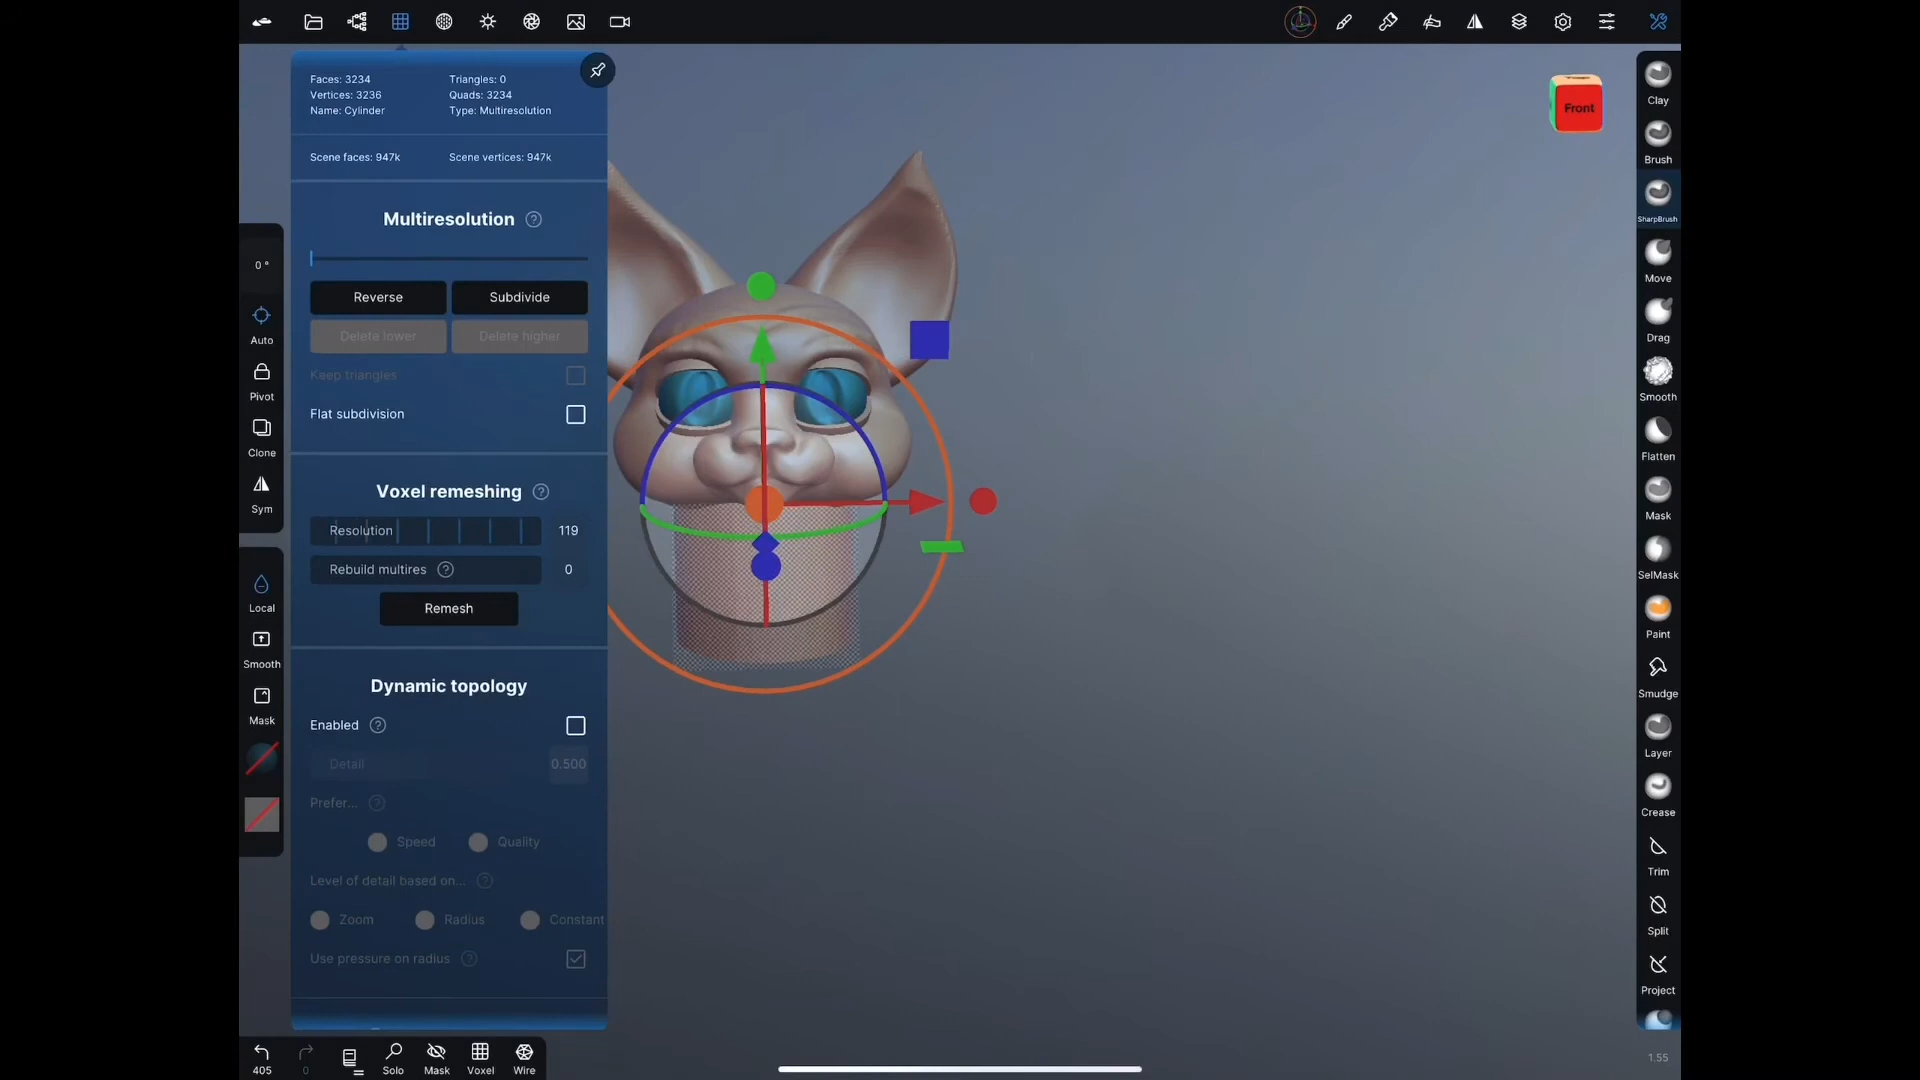 Faces: 3234
Triangles: 0
Vertices: 3236
Quads: 3234
Name: Cylinder
Type: Multiresolution
Scene faces: 947k
Scene vertices: 947k
Multiresolution ?
Reverse
Subdivide
Delete lower
Delete higher
Keep triangles
Flat subdivision
Voxel remeshing ?
Resolution
119
Rebuild multires ?
0
Remesh
Dynamic topology
Enabled ?
Detail
0.500
Prefer... ?
Speed
Quality
Level of detail based on... ?
Zoom
Radius
Constant
Use pressure on radius ?
0 °
Auto
Pivot
Clone
Sym
Local
Smooth
Mask
405
0
Solo
Mask
Voxel
Wire
Front
Clay
Brush
SharpBrush
Move
Drag
Smooth
Flatten
Mask
SelMask
Paint
Smudge
Layer
Crease
Trim
Split
Project
1.55